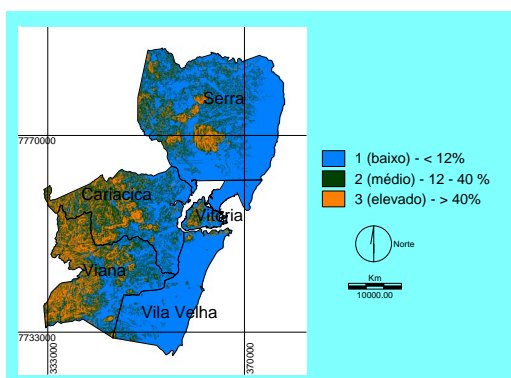 Serra
7770000
Cariacica
Vitória
Viana
Vila Velha
7733000
333000
370000
1 (baixo) - < 12%
2 (médio) - 12 - 40 %
3 (elevado) - > 40%
Norte
Km
10000.00